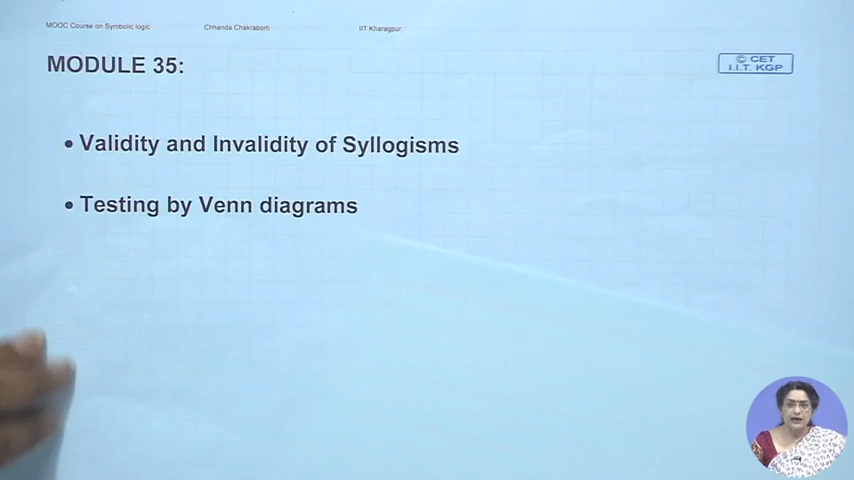 MOOC Course on Symbolic logic Chhanda Chakraborti IIT Kharagpur
MODULE 35:
© CET
I.I.T. KGP
• Validity and Invalidity of Syllogisms
• Testing by Venn diagrams